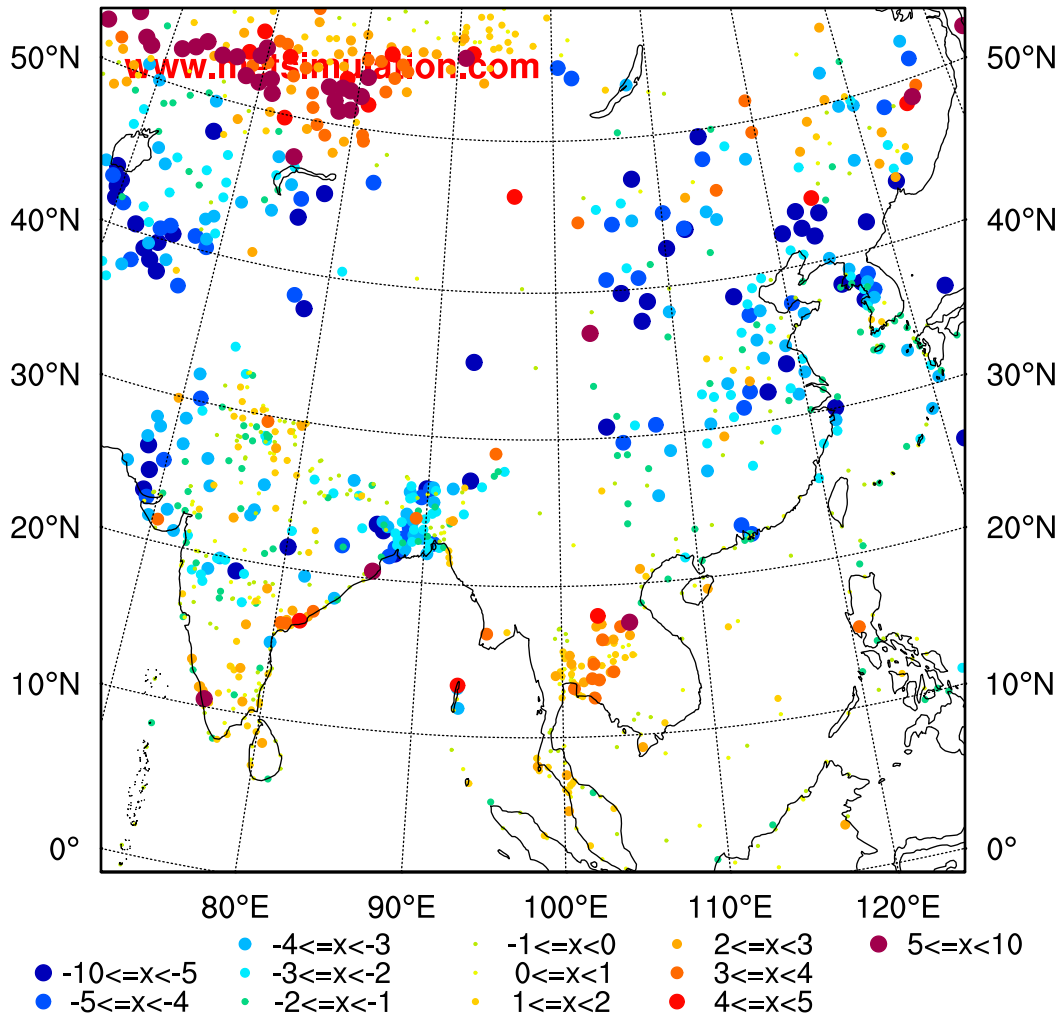 50°N 50°N
www.metsimulation.com
40°N 40°N
30°N 30°N
20°N 20°N
10°N 10°N
0° 0°
80°E 90°E 100°E 110°E 120°E
-4<=x<-3 -1<=x<0 2<=x<3 5<=x<10
-10<=x<-5 -3<=x<-2 0<=x<1 3<=x<4
-5<=x<-4 -2<=x<-1 1<=x<2 4<=x<5